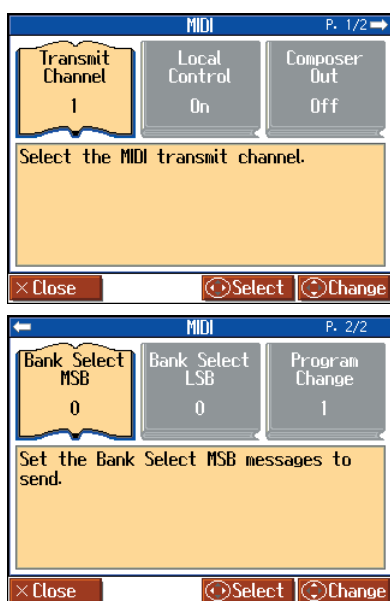 MIDI P. 1/2
Transmit Channel 1
Local Control On
Composer Out Off
Select the MIDI transmit channel.
× Close Select Change
MIDI P. 2/2
Bank Select MSB 0
Bank Select LSB 0
Program Change 1
Set the Bank Select MSB messages to
send.
× Close Select Change